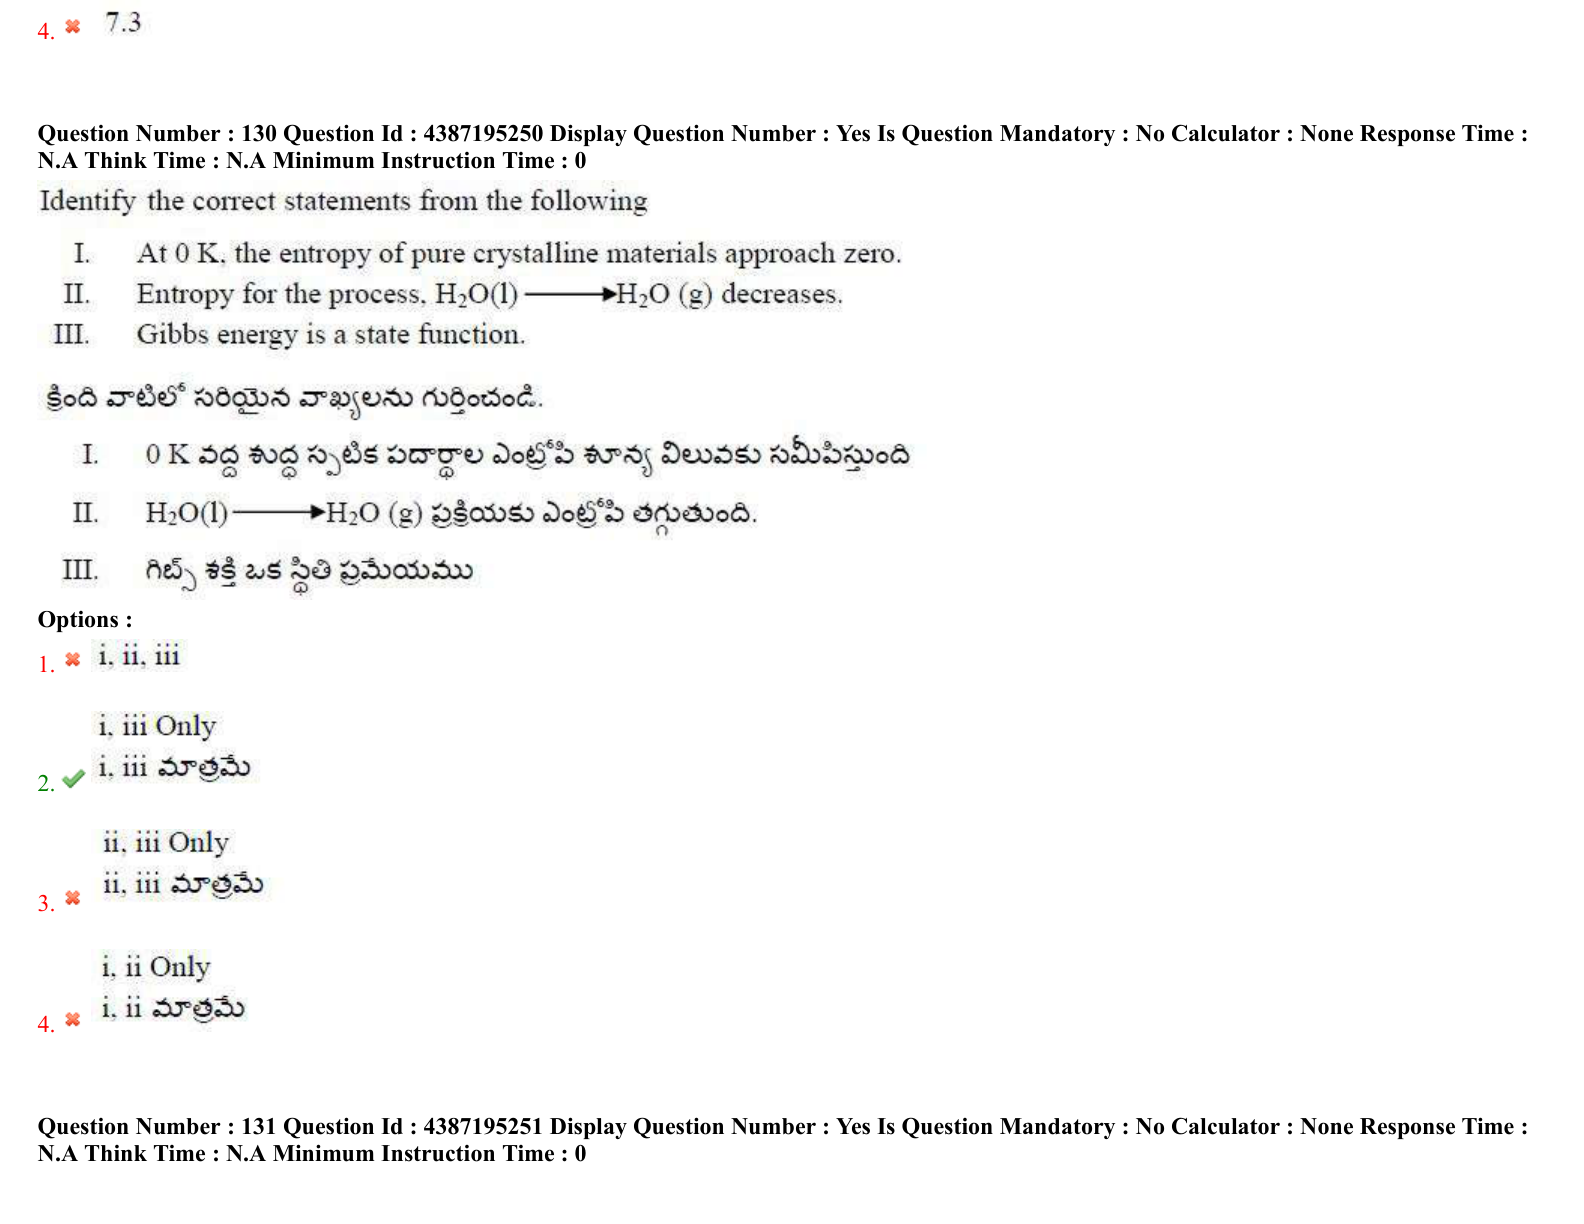 4. 7.3
Question Number : 130 Question Id : 4387195250 Display Question Number : Yes Is Question Mandatory : No Calculator : None Response Time :
N.A Think Time : N.A Minimum Instruction Time : 0
Identify the correct statements from the following
I. At 0 K, the entropy of pure crystalline materials approach zero.
II. Entropy for the process, H₂O(l) ⟶ H₂O (g) decreases.
III. Gibbs energy is a state function.
క్రింది వాటిలో సరియైన వాఖ్యలను గుర్తించండి.
I. 0 K వద్ద శుద్ధ స్ఫటిక పదార్థాల ఎంట్రోపి శూన్య విలువకు సమీపిస్తుంది
II. H₂O(l) ⟶ H₂O (g) ప్రక్రియకు ఎంట్రోపి తగ్గుతుంది.
III. గిబ్స్ శక్తి ఒక స్థితి ప్రమేయము
Options :
1. i, ii, iii
i, iii Only
2. i, iii మాత్రమే
ii, iii Only
3. ii, iii మాత్రమే
i, ii Only
4. i, ii మాత్రమే
Question Number : 131 Question Id : 4387195251 Display Question Number : Yes Is Question Mandatory : No Calculator : None Response Time :
N.A Think Time : N.A Minimum Instruction Time : 0